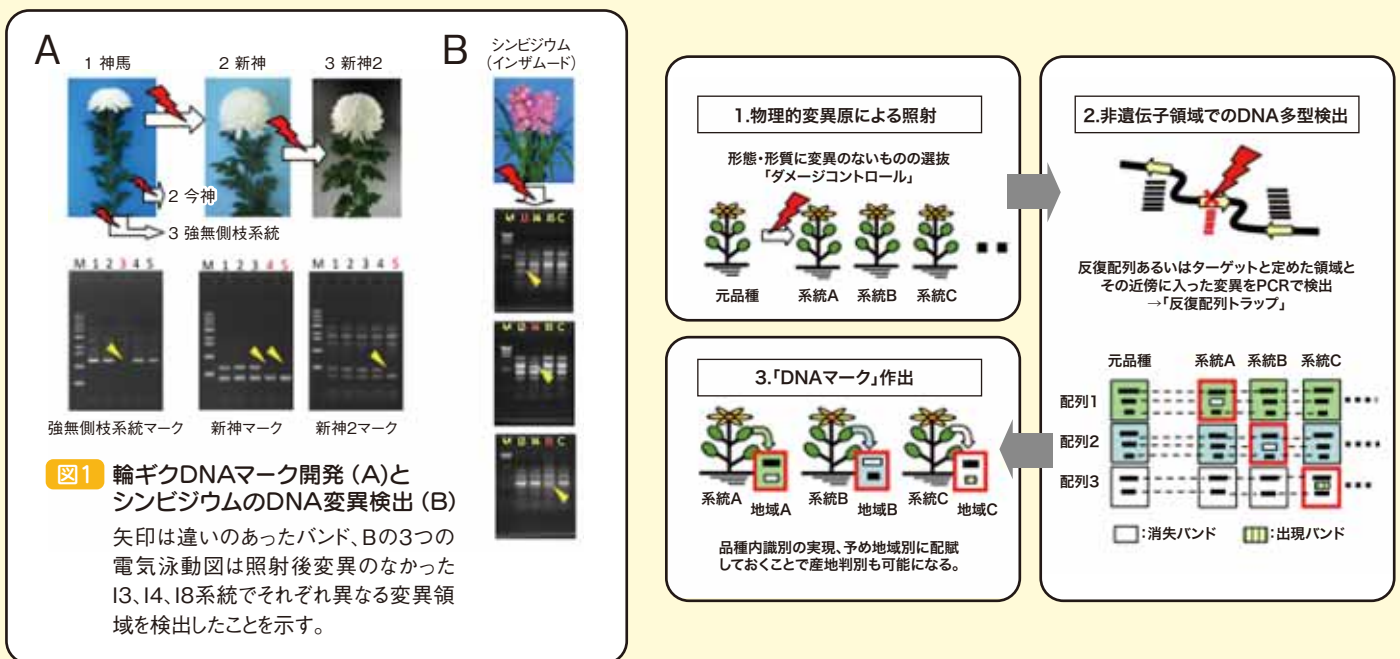 A
1 神馬
2 新神
3 新神2
2 今神
3 強無側枝系統
M 1 2 3 4 5
M 1 2 3 4 5
M 1 2 3 4 5
強無側枝系統マーク
新神マーク
新神2マーク
B
シンビジウム
(インザムード)
図1 輪ギクDNAマーク開発(A)と
シンビジウムのDNA変異検出(B)
矢印は違いのあったバンド、Bの3つの
電気泳動図は照射後変異のなかった
I3、I4、I8系統でそれぞれ異なる変異領
域を検出したことを示す。
1.物理的変異原による照射
形態・形質に変異のないものの選抜
「ダメージコントロール」
元品種 系統A 系統B 系統C
2.非遺伝子領域でのDNA多型検出
反復配列あるいはターゲットと定めた領域と
その近傍に入った変異をPCRで検出
→「反復配列トラップ」
元品種 系統A 系統B 系統C
配列1
配列2
配列3
:消失バンド :出現バンド
3.「DNAマーク」作出
系統A 地域A 系統B 地域B 系統C 地域C
品種内識別の実現、予め地域別に配賦
しておくことで産地判別も可能になる。